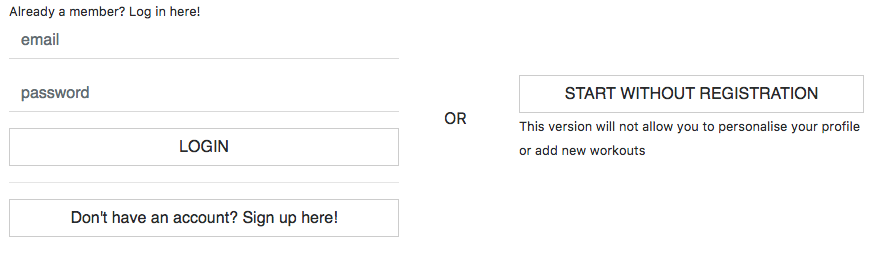 Already a member? Log in here!
email
password
LOGIN
Don't have an account? Sign up here!
OR
START WITHOUT REGISTRATION
This version will not allow you to personalise your profile
or add new workouts